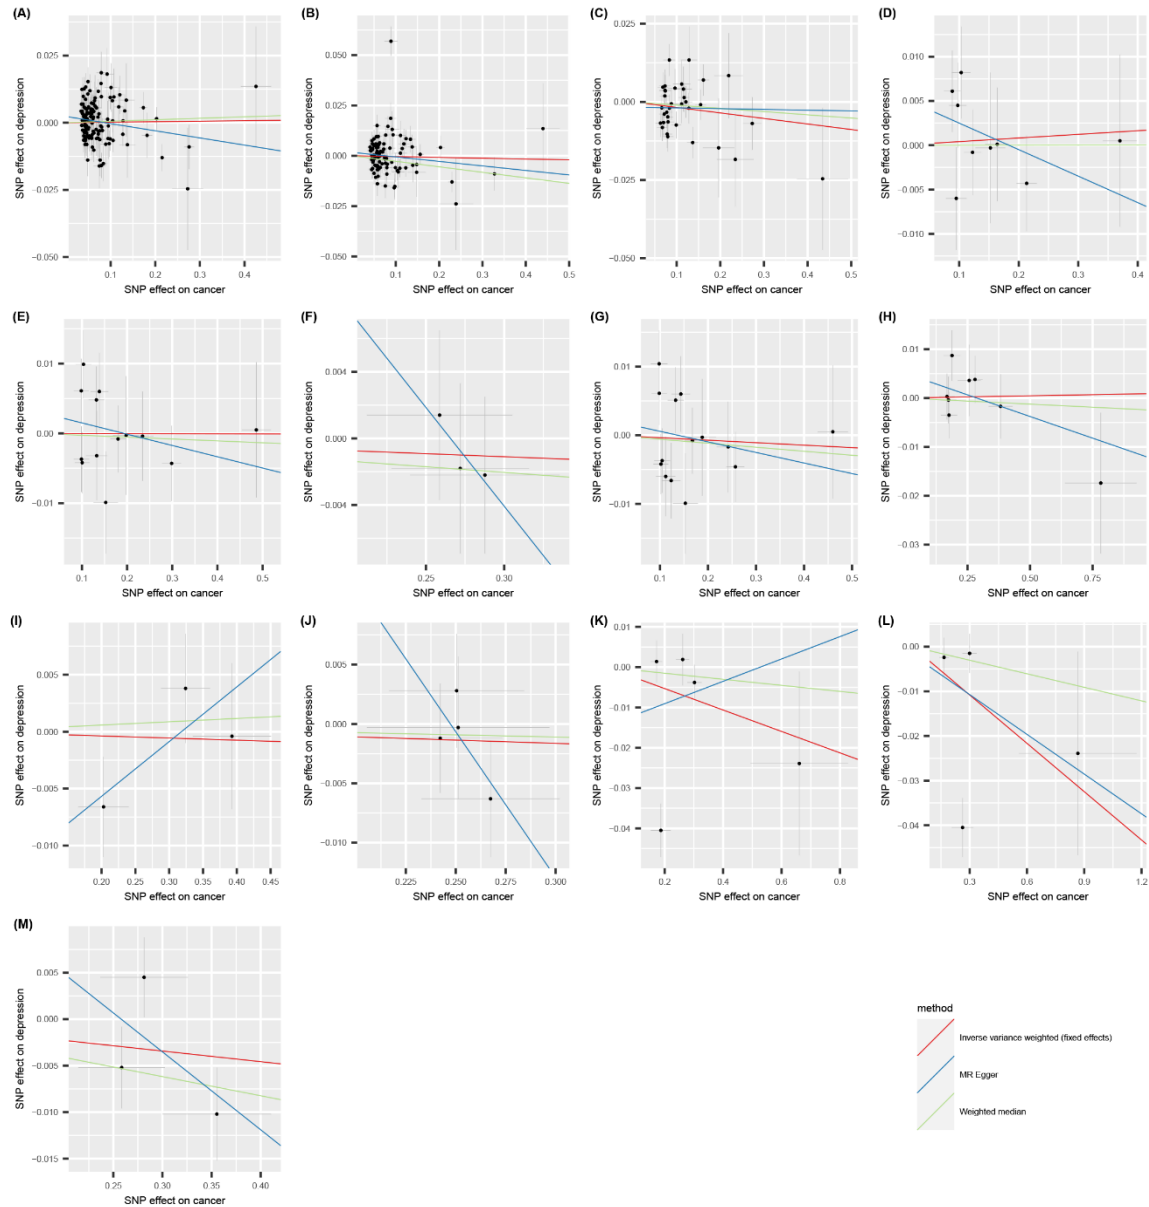 (A)
SNP effect on depression
0.025
0.000
−0.025
−0.050
0.1
0.2
0.3
0.4
SNP effect on cancer
(B)
SNP effect on depression
0.050
0.025
0.000
−0.025
−0.050
0.1
0.2
0.3
0.4
0.5
SNP effect on cancer
(C)
SNP effect on depression
0.025
0.000
−0.025
−0.050
0.1
0.2
0.3
0.4
0.5
SNP effect on cancer
(D)
SNP effect on depression
0.010
0.005
0.000
−0.005
−0.010
0.1
0.2
0.3
0.4
SNP effect on cancer
(E)
SNP effect on depression
0.01
0.00
−0.01
0.1
0.2
0.3
0.4
0.5
SNP effect on cancer
(F)
SNP effect on depression
0.004
0.000
−0.004
0.25
0.30
SNP effect on cancer
(G)
SNP effect on depression
0.01
0.00
−0.01
0.1
0.2
0.3
0.4
0.5
SNP effect on cancer
(H)
SNP effect on depression
0.01
0.00
−0.01
−0.02
−0.03
0.25
0.50
0.75
SNP effect on cancer
(I)
SNP effect on depression
0.005
0.000
−0.005
−0.010
0.20
0.25
0.30
0.35
0.40
0.45
SNP effect on cancer
(J)
SNP effect on depression
0.005
0.000
−0.005
−0.010
0.225
0.250
0.275
0.300
SNP effect on cancer
(K)
SNP effect on depression
0.01
0.00
−0.01
−0.02
−0.03
−0.04
0.2
0.4
0.6
0.8
SNP effect on cancer
(L)
SNP effect on depression
−0.00
−0.01
−0.02
−0.03
−0.04
0.3
0.6
0.9
1.2
SNP effect on cancer
(M)
SNP effect on depression
0.005
0.000
−0.005
−0.010
−0.015
0.25
0.30
0.35
0.40
SNP effect on cancer
method
Inverse variance weighted (fixed effects)
MR Egger
Weighted median